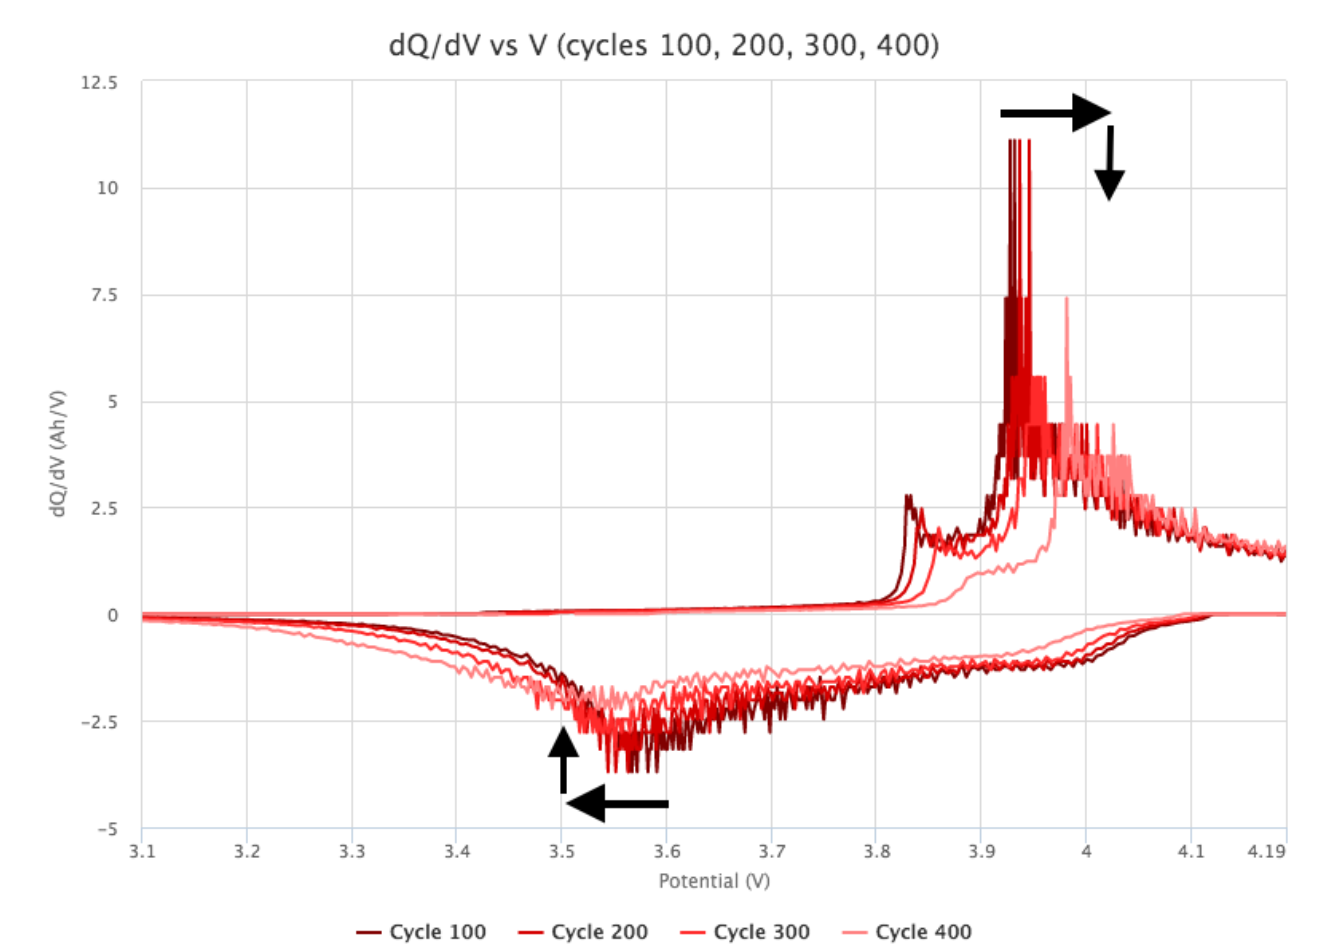 dQ/dV vs V (cycles 100, 200, 300, 400)
12.5
10
7.5
5
2.5
0
−2.5
−5
dQ/dV (Ah/V)
3.1 3.2 3.3 3.4 3.5 3.6 3.7 3.8 3.9 4 4.1 4.19
Potential (V)
Cycle 100 Cycle 200 Cycle 300 Cycle 400